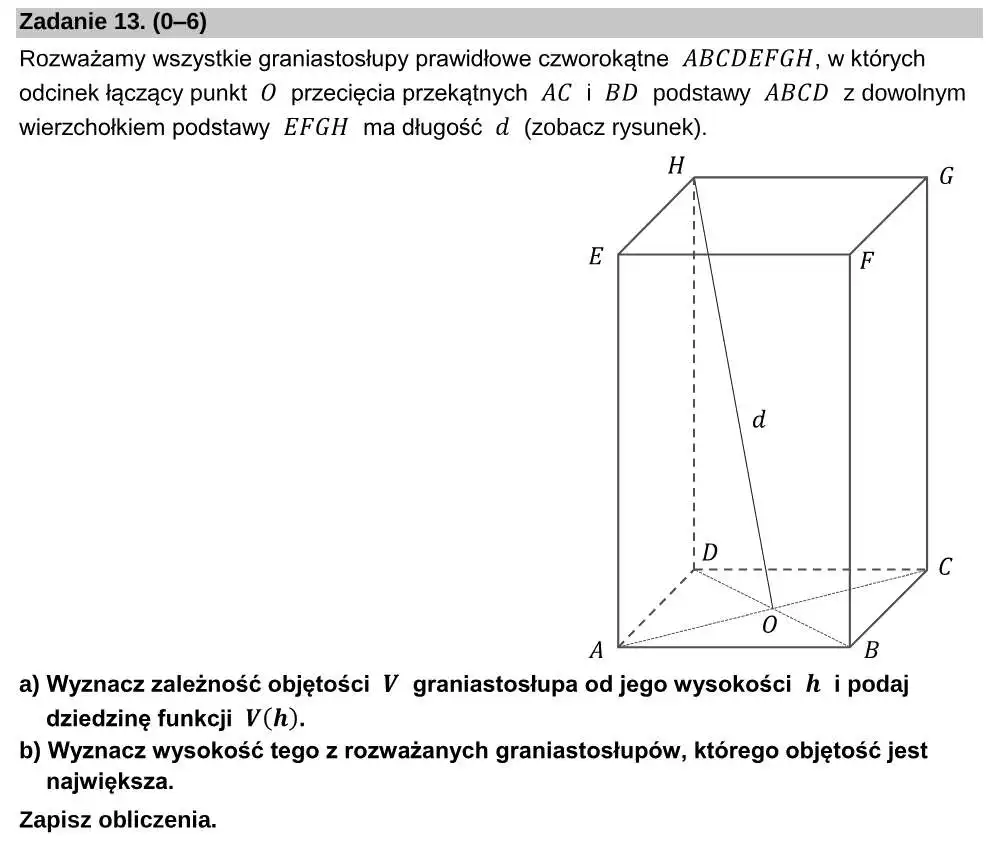 Zadanie 13. (0–6)
Rozważamy wszystkie graniastosłupy prawidłowe czworokątne ABCDEFGH, w których
odcinek łączący punkt O przecięcia przekątnych AC i BD podstawy ABCD z dowolnym
wierzchołkiem podstawy EFGH ma długość d (zobacz rysunek).
H
G
E
F
d
D
C
O
A
B
a) Wyznacz zależność objętości V graniastosłupa od jego wysokości h i podaj
dziedzinę funkcji V(h).
b) Wyznacz wysokość tego z rozważanych graniastosłupów, którego objętość jest
największa.
Zapisz obliczenia.